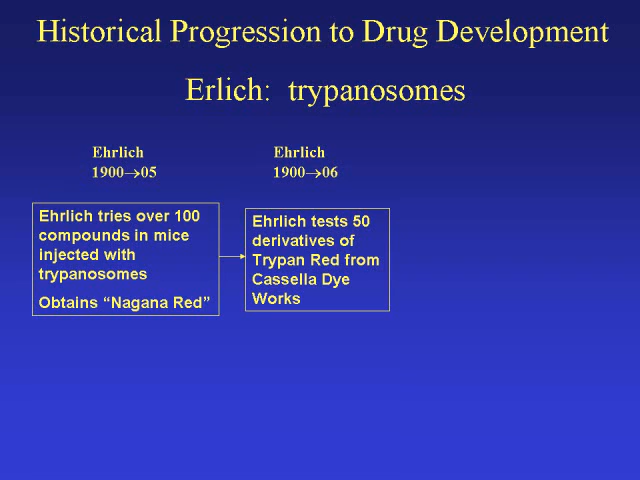 Historical Progression to Drug Development
Erlich:  trypanosomes
Ehrlich
1900→05
Ehrlich
1900→06
Ehrlich tries over 100
compounds in mice
injected with
trypanosomes
Obtains “Nagana Red”
Ehrlich tests 50
derivatives of
Trypan Red from
Cassella Dye
Works